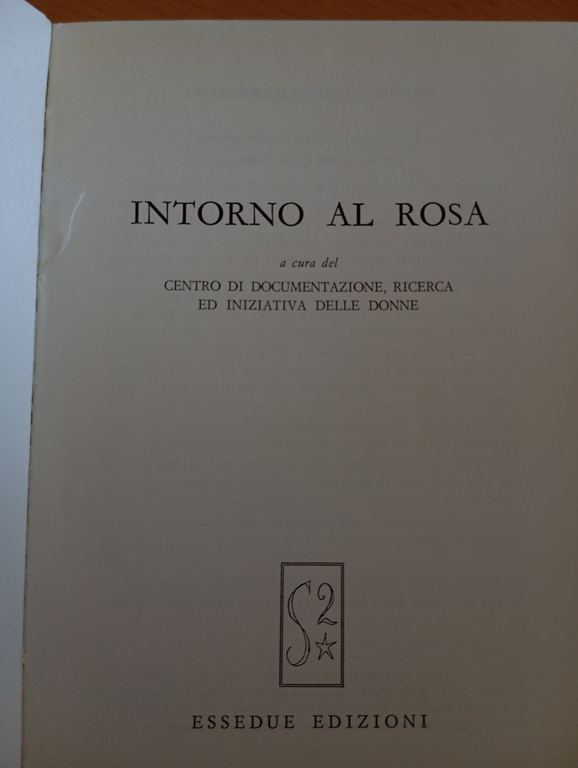 INTORNO AL ROSA
a cura del
CENTRO DI DOCUMENTAZIONE, RICERCA
ED INIZIATIVA DELLE DONNE
S2
ESSEDUE EDIZIONI